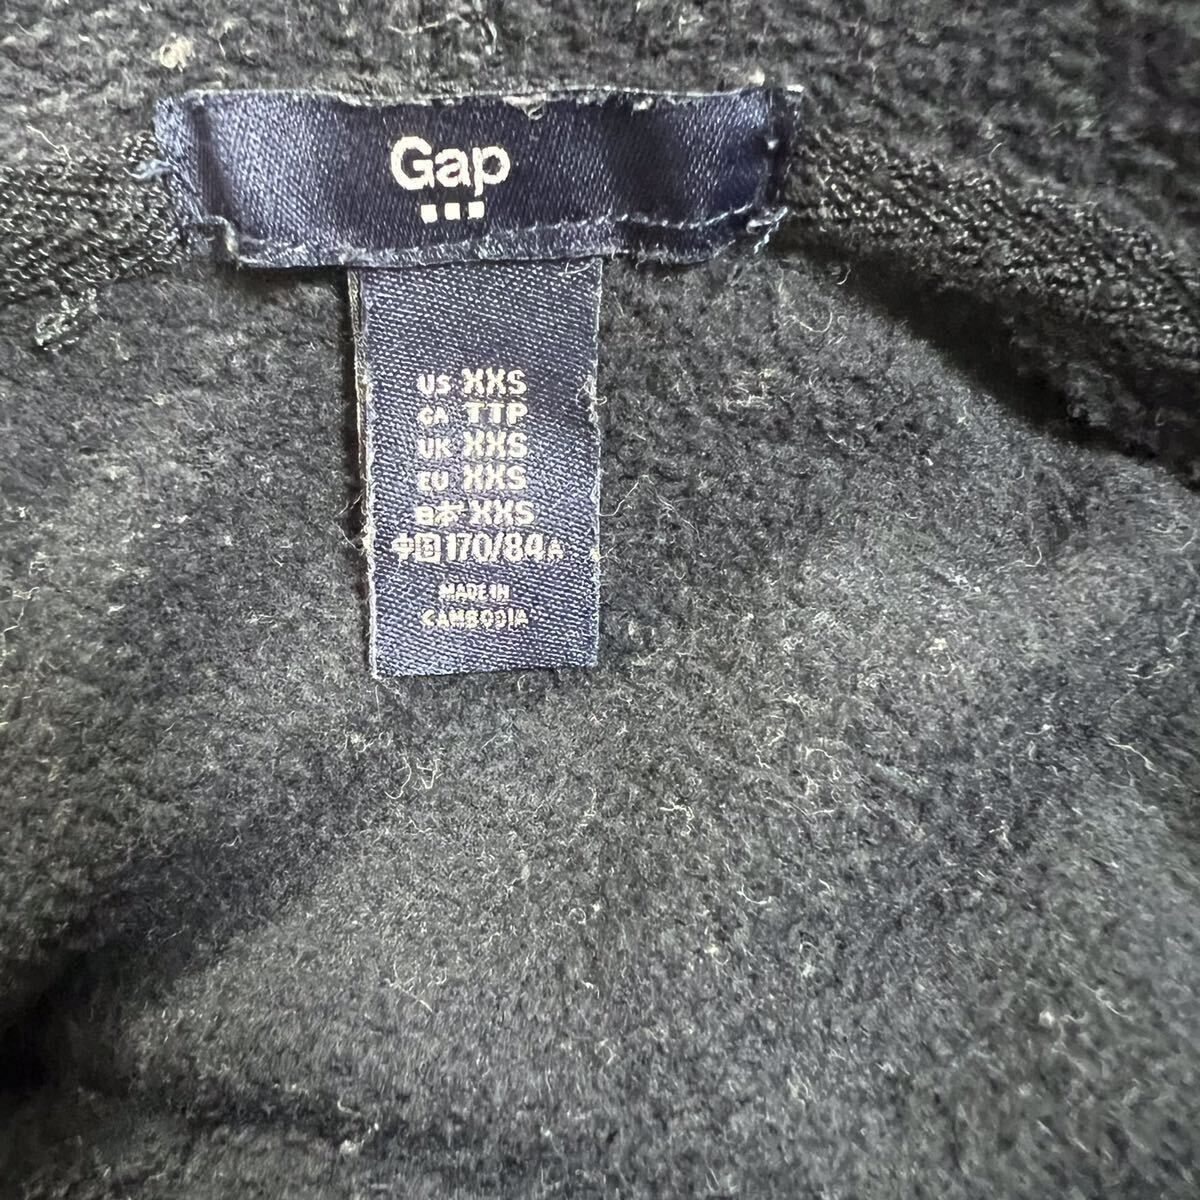 Gap
US XXS
CA TTP
UK XXS
EU XXS
日本 XXS
中国 170/84A
MADE IN
CAMBODIA